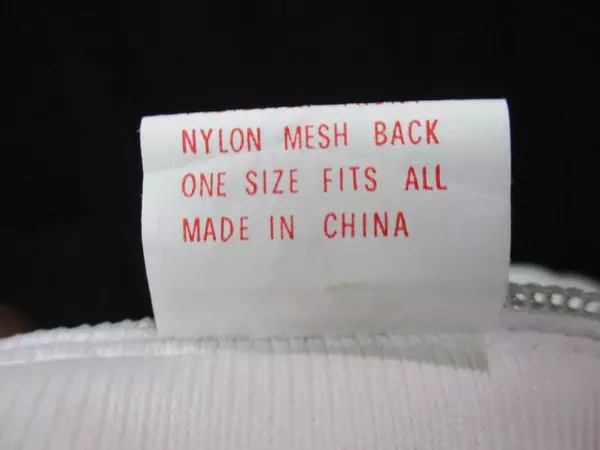 NYLON MESH BACK
ONE SIZE FITS ALL
MADE IN CHINA